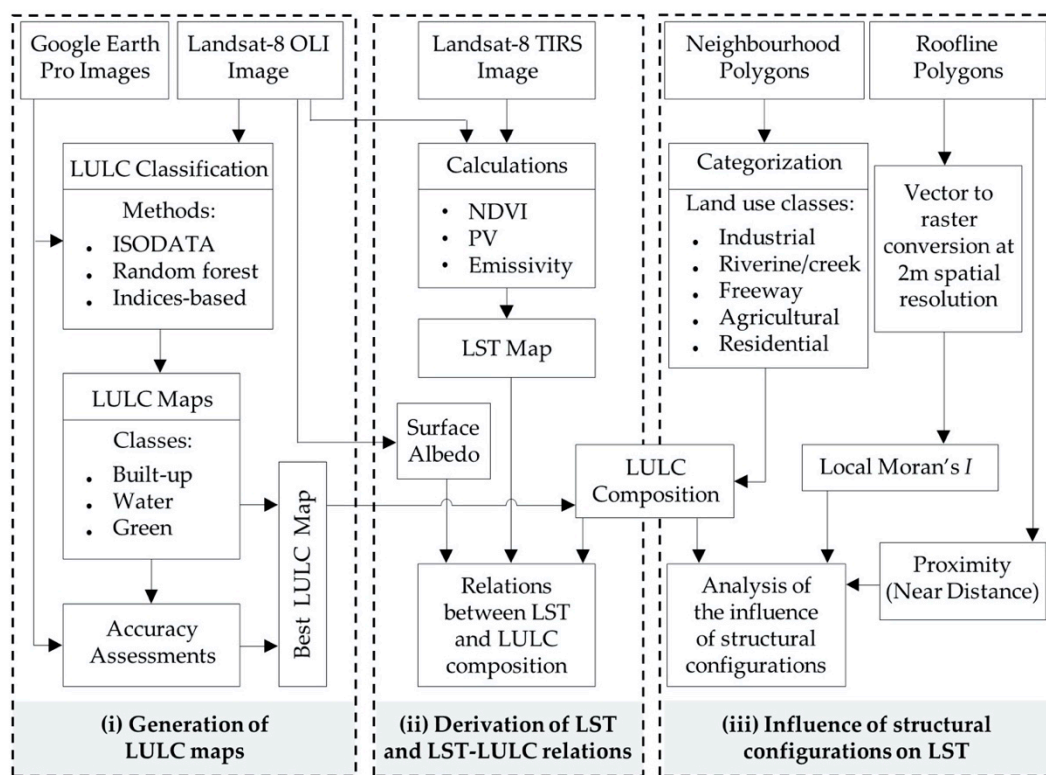 Google Earth
Pro Images
Landsat-8 OLI
Image
Landsat-8 TIRS
Image
Neighbourhood
Polygons
Roofline
Polygons
LULC Classification
Methods:
• ISODATA
• Random forest
• Indices-based
Calculations
• NDVI
• PV
• Emissivity
Categorization
Land use classes:
• Industrial
• Riverine/creek
• Freeway
• Agricultural
• Residential
Vector to
raster
conversion at
2m spatial
resolution
LST Map
LULC Maps
Classes:
• Built-up
• Water
• Green
Best LULC Map
Surface
Albedo
LULC
Composition
Local Moran's I
Accuracy
Assessments
Relations
between LST
and LULC
composition
Analysis of
the influence
of structural
configurations
Proximity
(Near Distance)
(i) Generation of
LULC maps
(ii) Derivation of LST
and LST-LULC relations
(iii) Influence of structural
configurations on LST